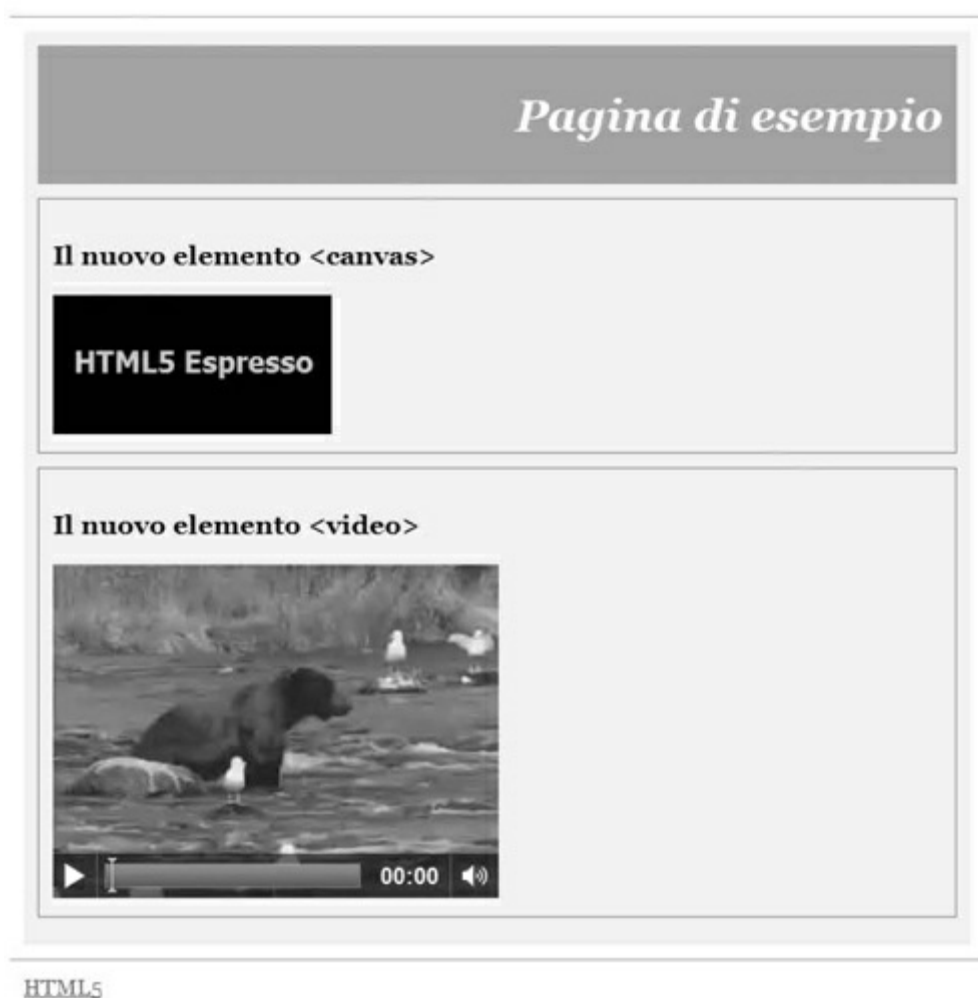 Pagina di esempio
Il nuovo elemento <canvas>
HTML5 Espresso
Il nuovo elemento <video>
00:00
HTML5